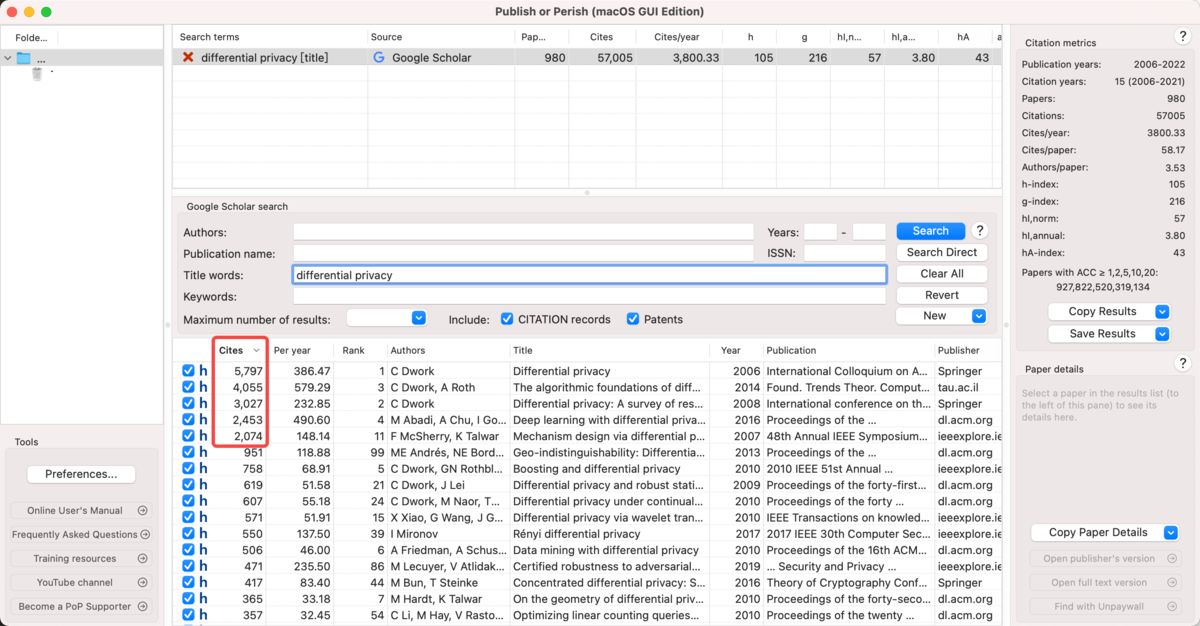 Publish or Perish (macOS GUI Edition)
Folde...
...
Search terms Source Pap... Cites Cites/year h g hI,n... hI,a... hA a
differential privacy [title] Google Scholar 980 57,005 3,800.33 105 216 57 3.80 43
Google Scholar search
Authors: Years: - Search ?
Publication name: ISSN: Search Direct
Title words: differential privacy Clear All
Keywords: Revert
Maximum number of results: Include: CITATION records Patents New
Cites Per year Rank Authors Title Year Publication Publisher
h 5,797 386.47 1 C Dwork Differential privacy 2006 International Colloquium on A... Springer
h 4,055 579.29 3 C Dwork, A Roth The algorithmic foundations of diff... 2014 Found. Trends Theor. Comput... tau.ac.il
h 3,027 232.85 2 C Dwork Differential privacy: A survey of res... 2008 International conference on th... Springer
h 2,453 490.60 4 M Abadi, A Chu, I Go... Deep learning with differential priva... 2016 Proceedings of the ... dl.acm.org
h 2,074 148.14 11 F McSherry, K Talwar Mechanism design via differential p... 2007 48th Annual IEEE Symposium... ieeexplore.ie
h 951 118.88 99 ME Andrés, NE Bord... Geo-indistinguishability: Differentia... 2013 Proceedings of the ... dl.acm.org
h 758 68.91 5 C Dwork, GN Rothbl... Boosting and differential privacy 2010 2010 IEEE 51st Annual ... ieeexplore.ie
h 619 51.58 21 C Dwork, J Lei Differential privacy and robust stati... 2009 Proceedings of the forty-first... dl.acm.org
h 607 55.18 24 C Dwork, M Naor, T... Differential privacy under continual... 2010 Proceedings of the forty ... dl.acm.org
h 571 51.91 15 X Xiao, G Wang, J G... Differential privacy via wavelet tran... 2010 IEEE Transactions on knowled... ieeexplore.ie
h 550 137.50 39 I Mironov Rényi differential privacy 2017 2017 IEEE 30th Computer Sec... ieeexplore.ie
h 506 46.00 6 A Friedman, A Schus... Data mining with differential privacy 2010 Proceedings of the 16th ACM... dl.acm.org
h 471 235.50 86 M Lecuyer, V Atlidak... Certified robustness to adversarial... 2019 ... Security and Privacy ... ieeexplore.ie
h 417 83.40 44 M Bun, T Steinke Concentrated differential privacy: S... 2016 Theory of Cryptography Conf... Springer
h 365 33.18 7 M Hardt, K Talwar On the geometry of differential priv... 2010 Proceedings of the forty-seco... dl.acm.org
h 357 32.45 54 C Li, M Hay, V Rasto... Optimizing linear counting queries... 2010 Proceedings of the twenty ... dl.acm.org
Tools
Preferences...
Online User's Manual
Frequently Asked Questions
Training resources
YouTube channel
Become a PoP Supporter
Citation metrics ?
Publication years: 2006-2022
Citation years: 15 (2006-2021)
Papers: 980
Citations: 57005
Cites/year: 3800.33
Cites/paper: 58.17
Authors/paper: 3.53
h-index: 105
g-index: 216
hI,norm: 57
hI,annual: 3.80
hA-index: 43
Papers with ACC ≥ 1,2,5,10,20:
927,822,520,319,134
Copy Results
Save Results
Paper details ?
Select a paper in the results list (to
the left of this pane) to see its
details here.
Copy Paper Details
Open publisher's version
Open full text version
Find with Unpaywall